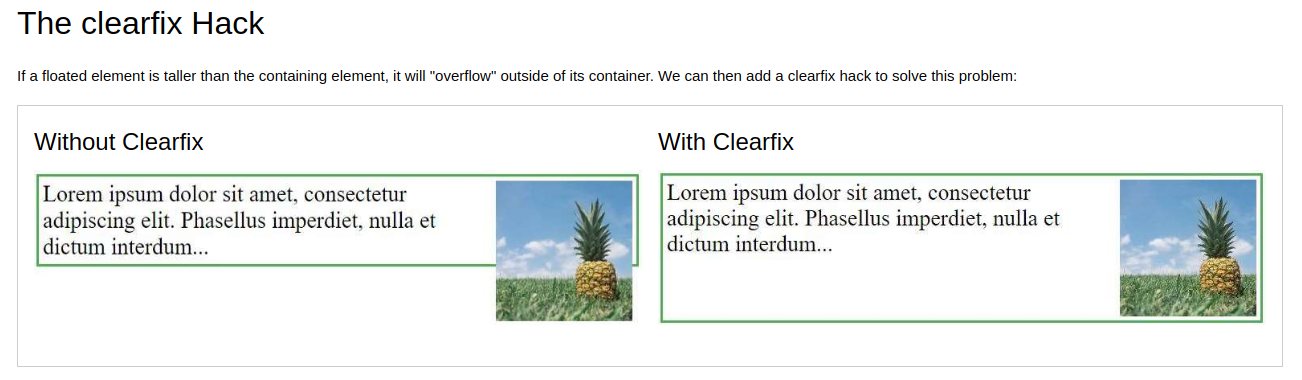 The clearfix Hack
If a floated element is taller than the containing element, it will "overflow" outside of its container. We can then add a clearfix hack to solve this problem:
Without Clearfix
Lorem ipsum dolor sit amet, consectetur
adipiscing elit. Phasellus imperdiet, nulla et
dictum interdum...
With Clearfix
Lorem ipsum dolor sit amet, consectetur
adipiscing elit. Phasellus imperdiet, nulla et
dictum interdum...